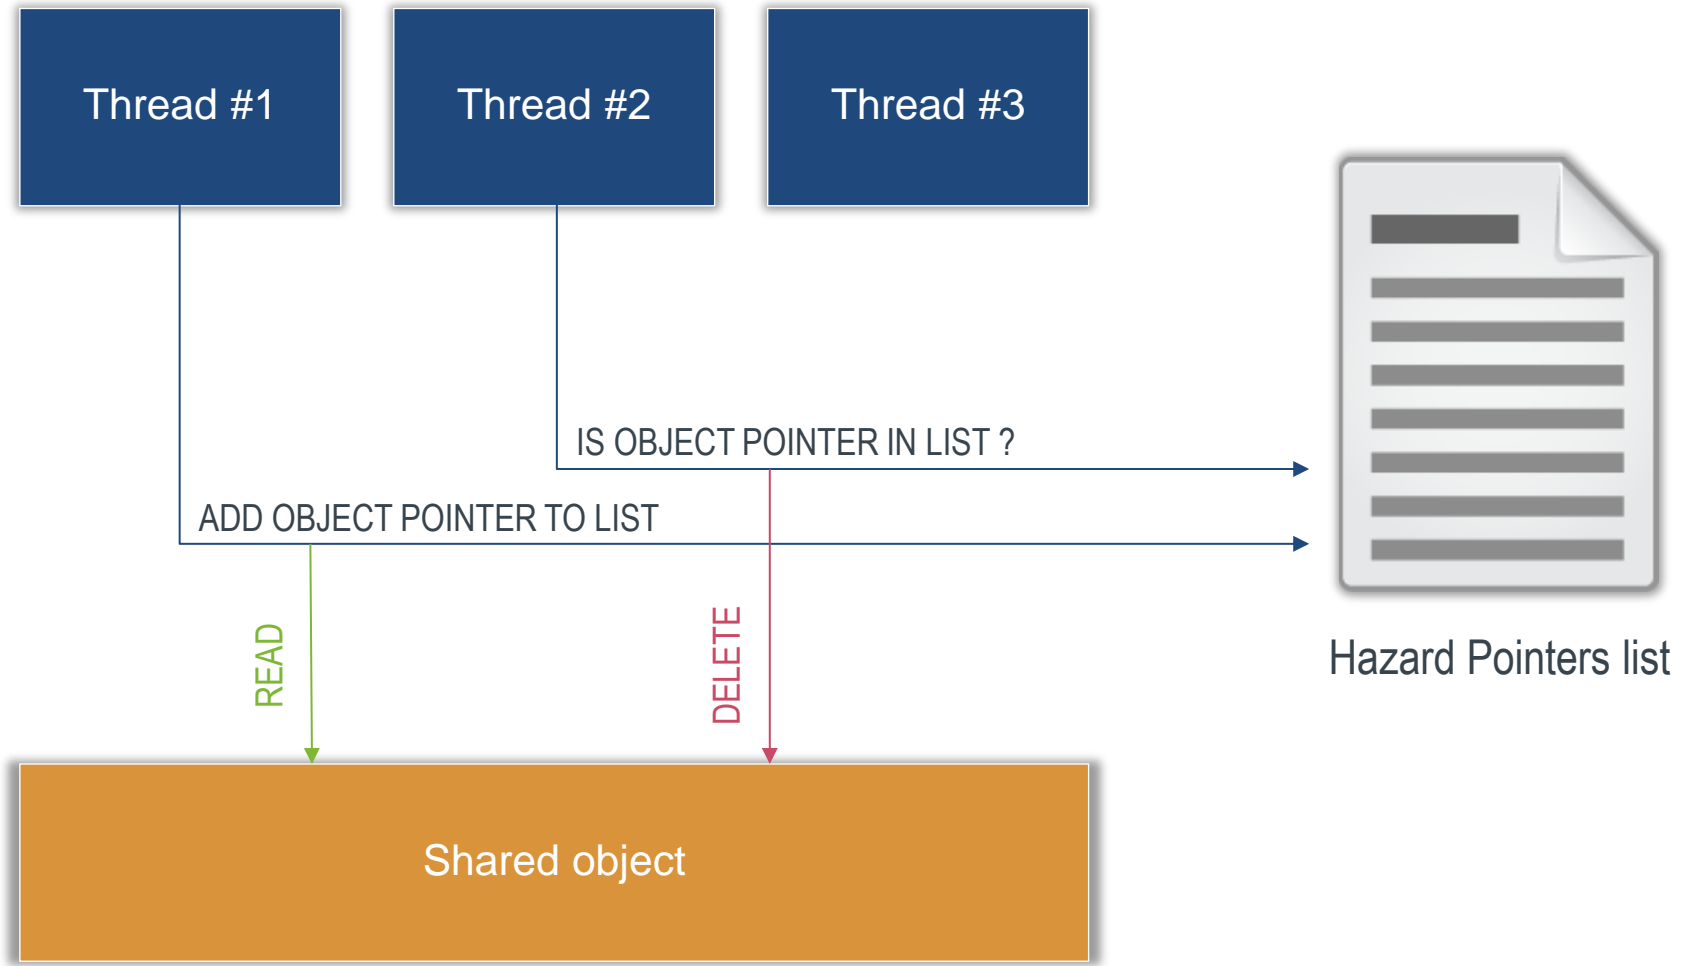 Thread #1
Thread #2
Thread #3
IS OBJECT POINTER IN LIST ?
ADD OBJECT POINTER TO LIST
READ
DELETE
Hazard Pointers list
Shared object